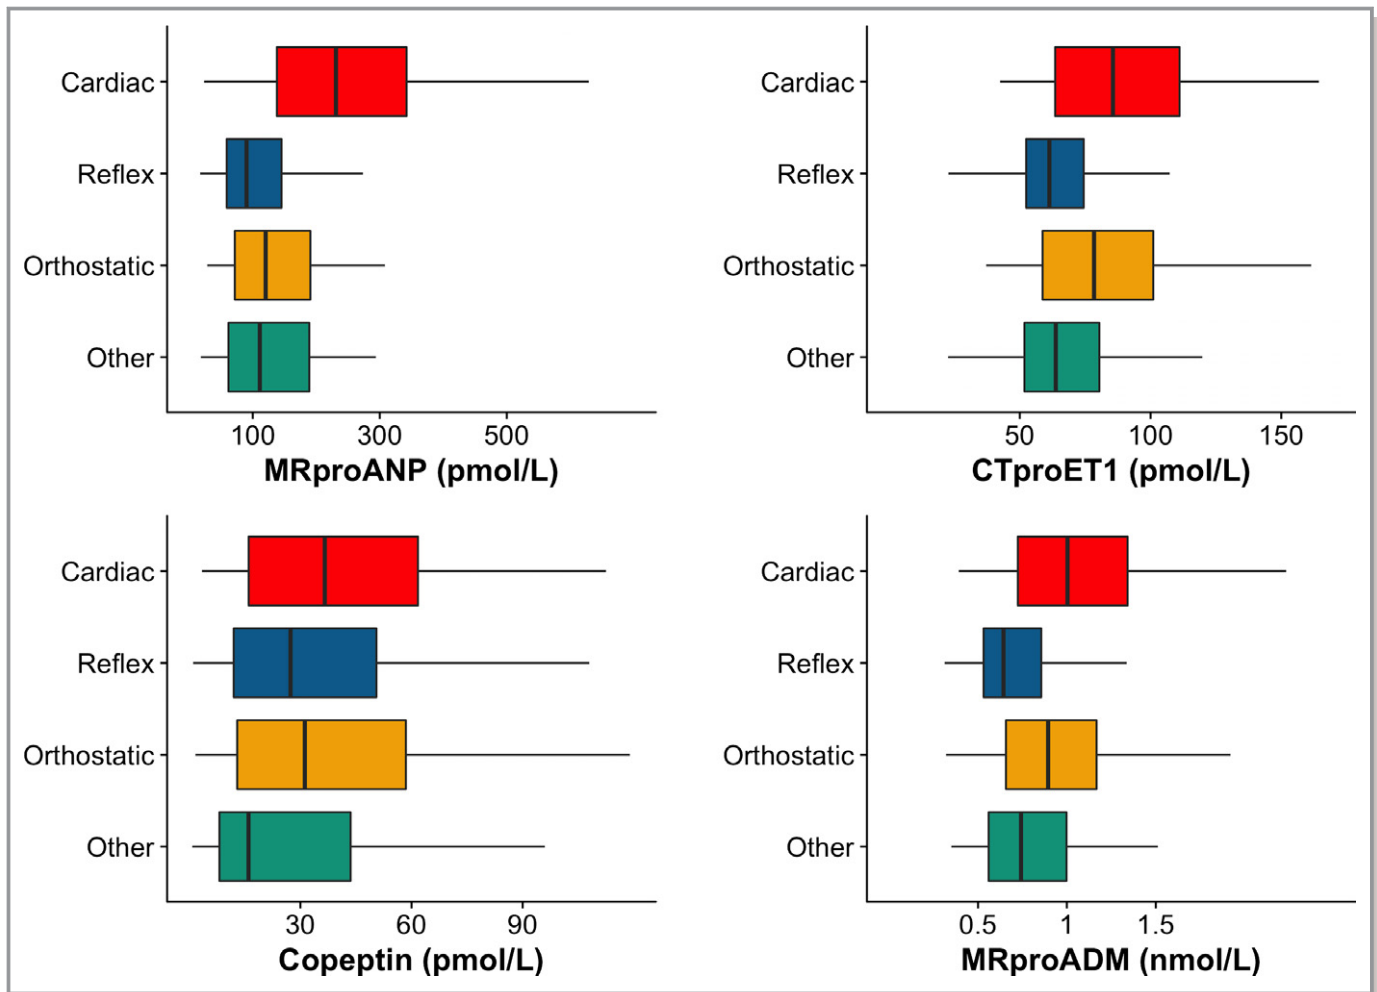 Cardiac
Reflex
Orthostatic
Other
100 300 500
MRproANP (pmol/L)
Cardiac
Reflex
Orthostatic
Other
50 100 150
CTproET1 (pmol/L)
Cardiac
Reflex
Orthostatic
Other
30 60 90
Copeptin (pmol/L)
Cardiac
Reflex
Orthostatic
Other
0.5 1 1.5
MRproADM (nmol/L)